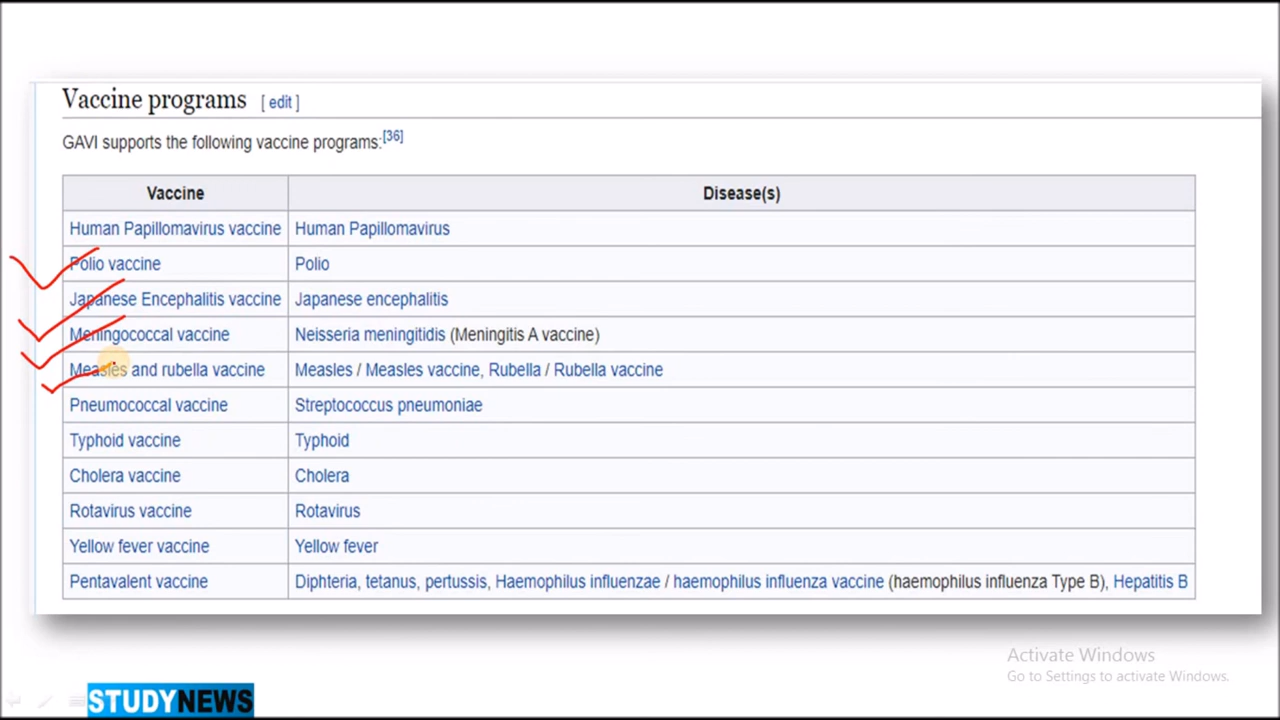 Vaccine programs [ edit ]
GAVI supports the following vaccine programs:[36]
Vaccine Disease(s)
Human Papillomavirus vaccine Human Papillomavirus
Polio vaccine Polio
Japanese Encephalitis vaccine Japanese encephalitis
Meningococcal vaccine Neisseria meningitidis (Meningitis A vaccine)
Measles and rubella vaccine Measles / Measles vaccine, Rubella / Rubella vaccine
Pneumococcal vaccine Streptococcus pneumoniae
Typhoid vaccine Typhoid
Cholera vaccine Cholera
Rotavirus vaccine Rotavirus
Yellow fever vaccine Yellow fever
Pentavalent vaccine Diphteria, tetanus, pertussis, Haemophilus influenzae / haemophilus influenza vaccine (haemophilus influenza Type B), Hepatitis B
Activate Windows
Go to Settings to activate Windows.
STUDYNEWS